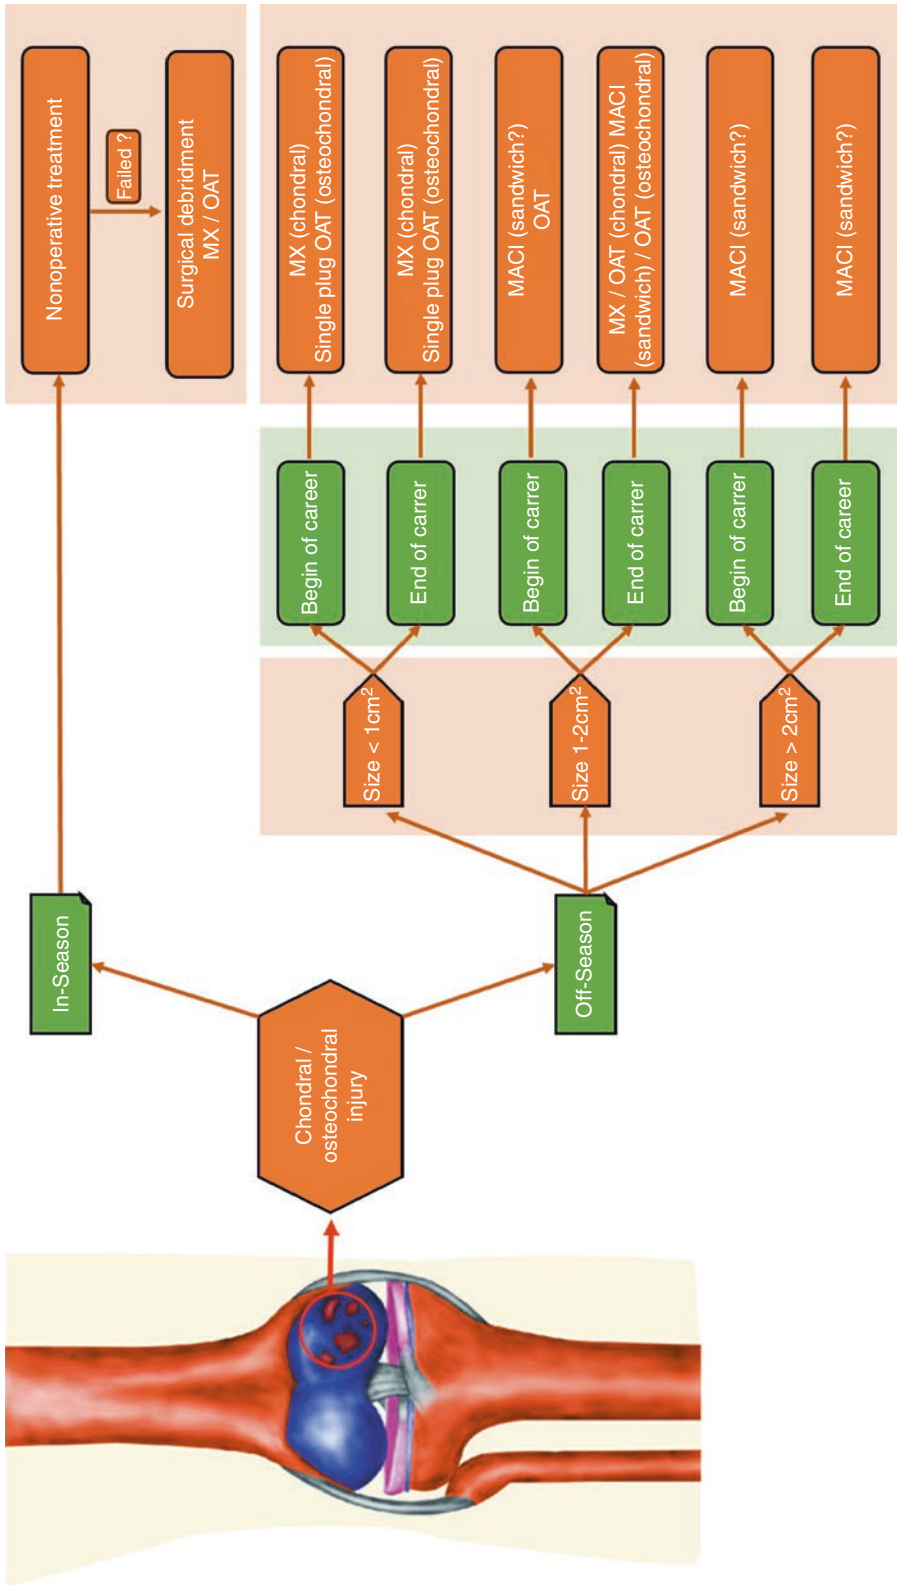 Chondral /
osteochondral
injury
In-Season
Nonoperative treatment
Failed ?
Surgical debridment
MX / OAT
Off-Season
Size < 1cm²
Begin of career
MX (chondral)
Single plug OAT (osteochondral)
End of carrer
MX (chondral)
Single plug OAT (osteochondral)
Size 1-2cm²
Begin of carrer
MACI (sandwich?)
OAT
End of carrer
MX / OAT (chondral) MACI
(sandwich) / OAT (osteochondral)
Size > 2cm²
Begin of carrer
MACI (sandwich?)
End of career
MACI (sandwich?)